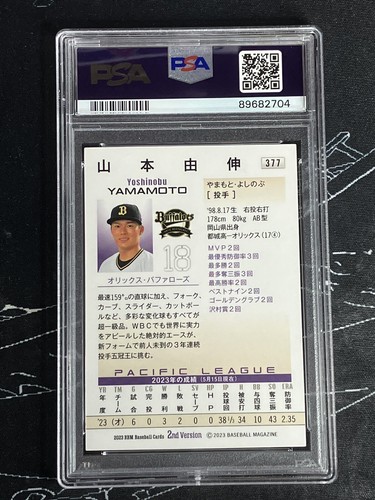 PSA
PSA
89682704
山本由伸
377
Yoshinobu
YAMAMOTO
やまもと・よしのぶ
[投手]
'98.8.17生 右投右打
178cm 80kg AB型
岡山県出身
都城高-オリックス(17④)
Buffaloes
18
オリックス・バファローズ
MVP2回
最優秀防御率3回
最多勝2回
最多奪三振3回
最高勝率2回
ベストナイン2回
ゴールデングラブ2回
沢村賞2回
最速159㌔の直球に加え、フォーク、
カーブ、スライダー、カットボール
など、多彩な変化球もすべてが
超一級品。WBCでも世界に実力
をアピールした絶対的エースが、
新フォームで前人未到の3年連続
投手五冠王に挑む。
PACIFIC LEAGUE
2023年の成績(5月15日現在)
'23 (オ) 6 0 3 2 0 0 38⅓ 34 10 43 2.35
2023 BBM Baseball Cards 2nd Version ©2023 BASEBALL MAGAZINE